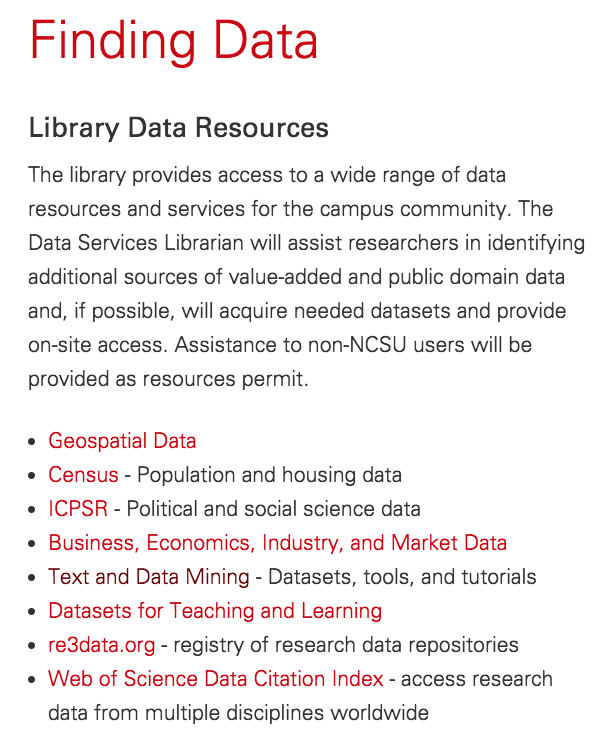 Finding Data
Library Data Resources
The library provides access to a wide range of data
resources and services for the campus community. The
Data Services Librarian will assist researchers in identifying
additional sources of value-added and public domain data
and, if possible, will acquire needed datasets and provide
on-site access. Assistance to non-NCSU users will be
provided as resources permit.
• Geospatial Data
• Census - Population and housing data
• ICPSR - Political and social science data
• Business, Economics, Industry, and Market Data
• Text and Data Mining - Datasets, tools, and tutorials
• Datasets for Teaching and Learning
• re3data.org - registry of research data repositories
• Web of Science Data Citation Index - access research
data from multiple disciplines worldwide